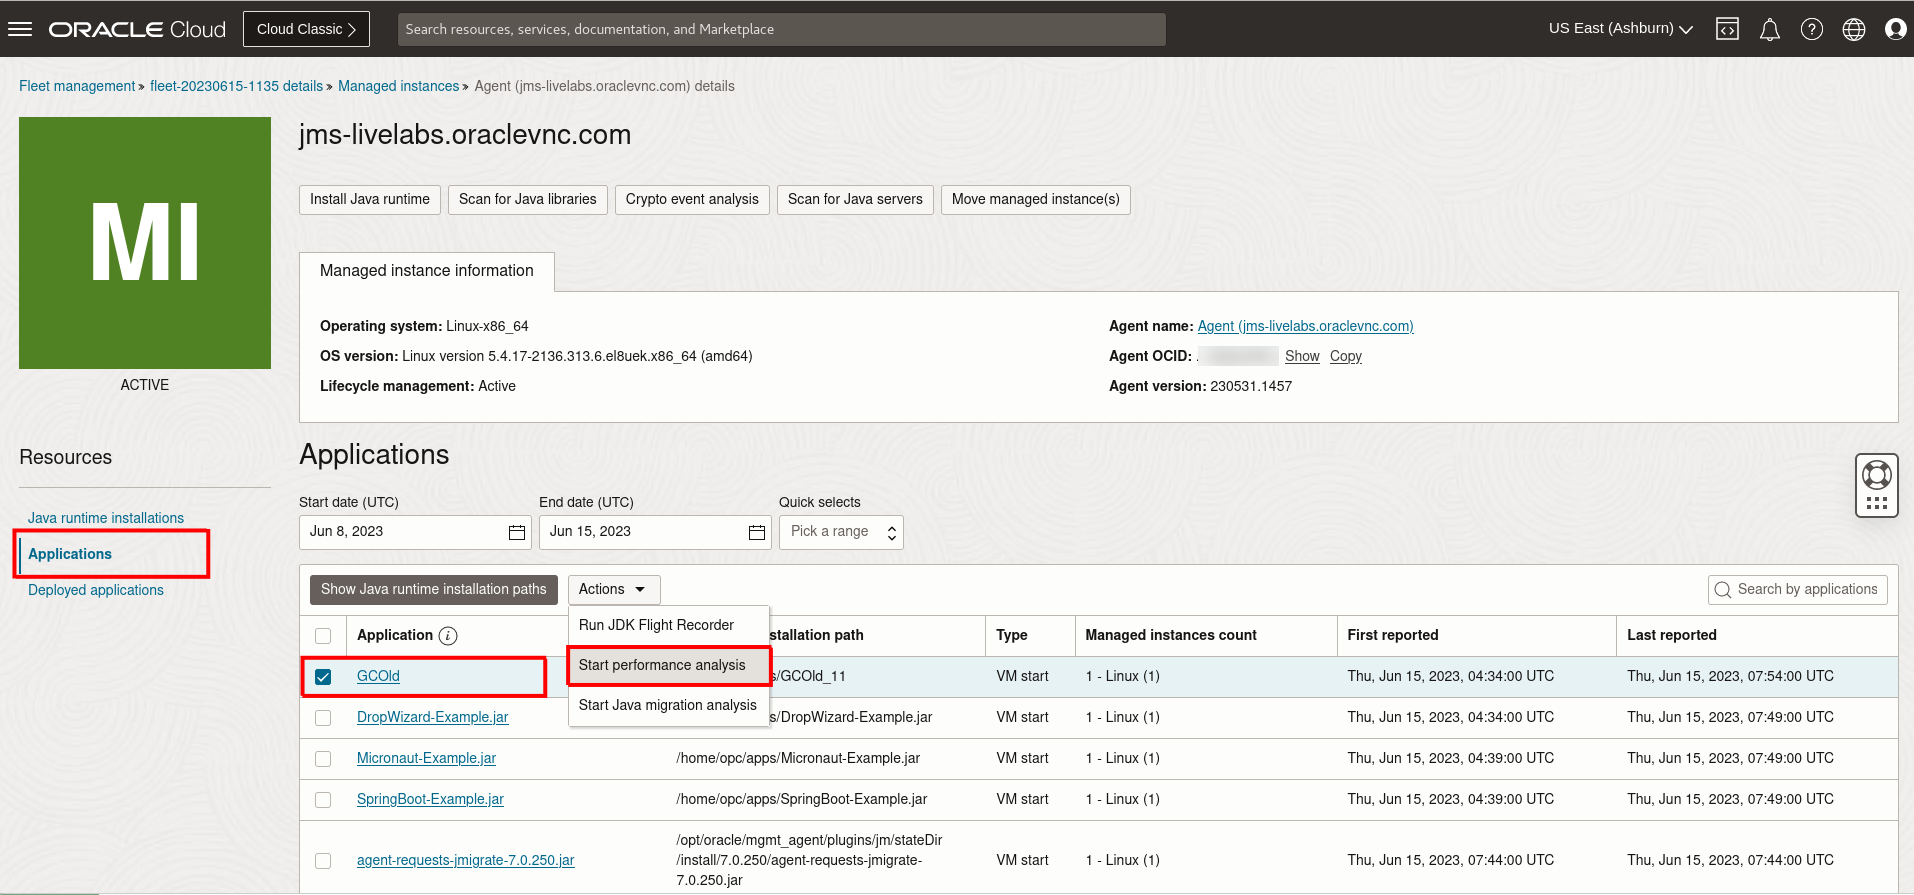 ORACLE Cloud
Cloud Classic
Search resources, services, documentation, and Marketplace
US East (Ashburn)
Fleet management » fleet-20230615-1135 details » Managed instances » Agent (jms-livelabs.oraclevnc.com) details
MI
ACTIVE
jms-livelabs.oraclevnc.com
Install Java runtime
Scan for Java libraries
Crypto event analysis
Scan for Java servers
Move managed instance(s)
Managed instance information
Operating system: Linux-x86_64
OS version: Linux version 5.4.17-2136.313.6.el8uek.x86_64 (amd64)
Lifecycle management: Active
Agent name: Agent (jms-livelabs.oraclevnc.com)
Agent OCID: Show Copy
Agent version: 230531.1457
Resources
Java runtime installations
Applications
Deployed applications
Applications
Start date (UTC)
End date (UTC)
Quick selects
Jun 8, 2023
Jun 15, 2023
Pick a range
Show Java runtime installation paths
Actions
Search by applications
Run JDK Flight Recorder
Start performance analysis
Start Java migration analysis
Application stallation path Type Managed instances count First reported Last reported
GCOld s/GCOld_11 VM start 1 - Linux (1) Thu, Jun 15, 2023, 04:34:00 UTC Thu, Jun 15, 2023, 07:54:00 UTC
DropWizard-Example.jar s/DropWizard-Example.jar VM start 1 - Linux (1) Thu, Jun 15, 2023, 04:34:00 UTC Thu, Jun 15, 2023, 07:49:00 UTC
Micronaut-Example.jar /home/opc/apps/Micronaut-Example.jar VM start 1 - Linux (1) Thu, Jun 15, 2023, 04:39:00 UTC Thu, Jun 15, 2023, 07:49:00 UTC
SpringBoot-Example.jar /home/opc/apps/SpringBoot-Example.jar VM start 1 - Linux (1) Thu, Jun 15, 2023, 04:39:00 UTC Thu, Jun 15, 2023, 07:49:00 UTC
agent-requests-jmigrate-7.0.250.jar /opt/oracle/mgmt_agent/plugins/jm/stateDir
/install/7.0.250/agent-requests-jmigrate-
7.0.250.jar VM start 1 - Linux (1) Thu, Jun 15, 2023, 07:44:00 UTC Thu, Jun 15, 2023, 07:44:00 UTC